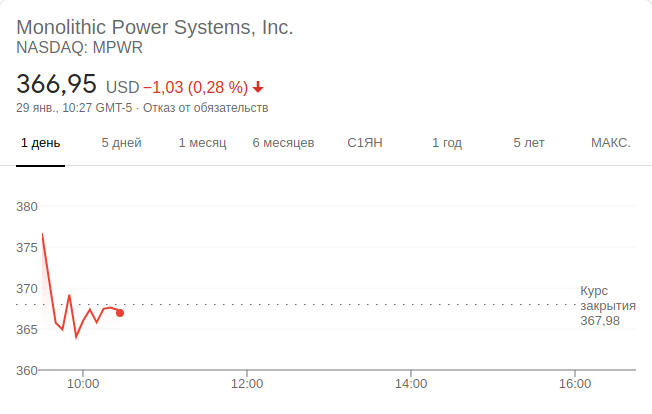 Monolithic Power Systems, Inc.
NASDAQ: MPWR
366,95 USD −1,03 (0,28 %)
29 янв., 10:27 GMT-5 · Отказ от обязательств
1 день 5 дней 1 месяц 6 месяцев С1ЯН 1 год 5 лет МАКС.
380
375
370
Курс
закрытия
367,98
365
360
10:00 12:00 14:00 16:00